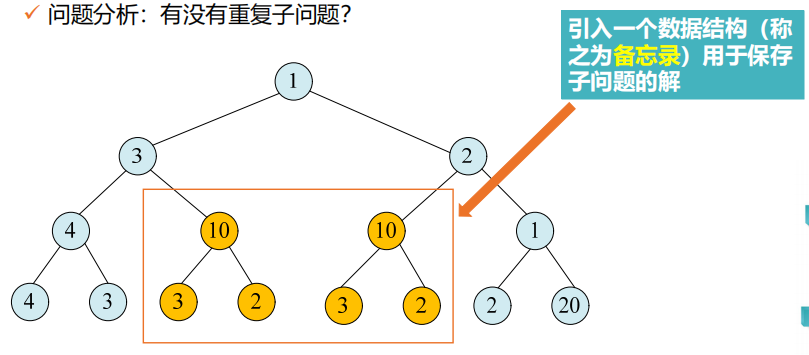 ✓ 问题分析：有没有重复子问题？
引入一个数据结构（称
之为备忘录）用于保存
子问题的解
1
3 2
4 10 10 1
4 3 3 2 3 2 2 20